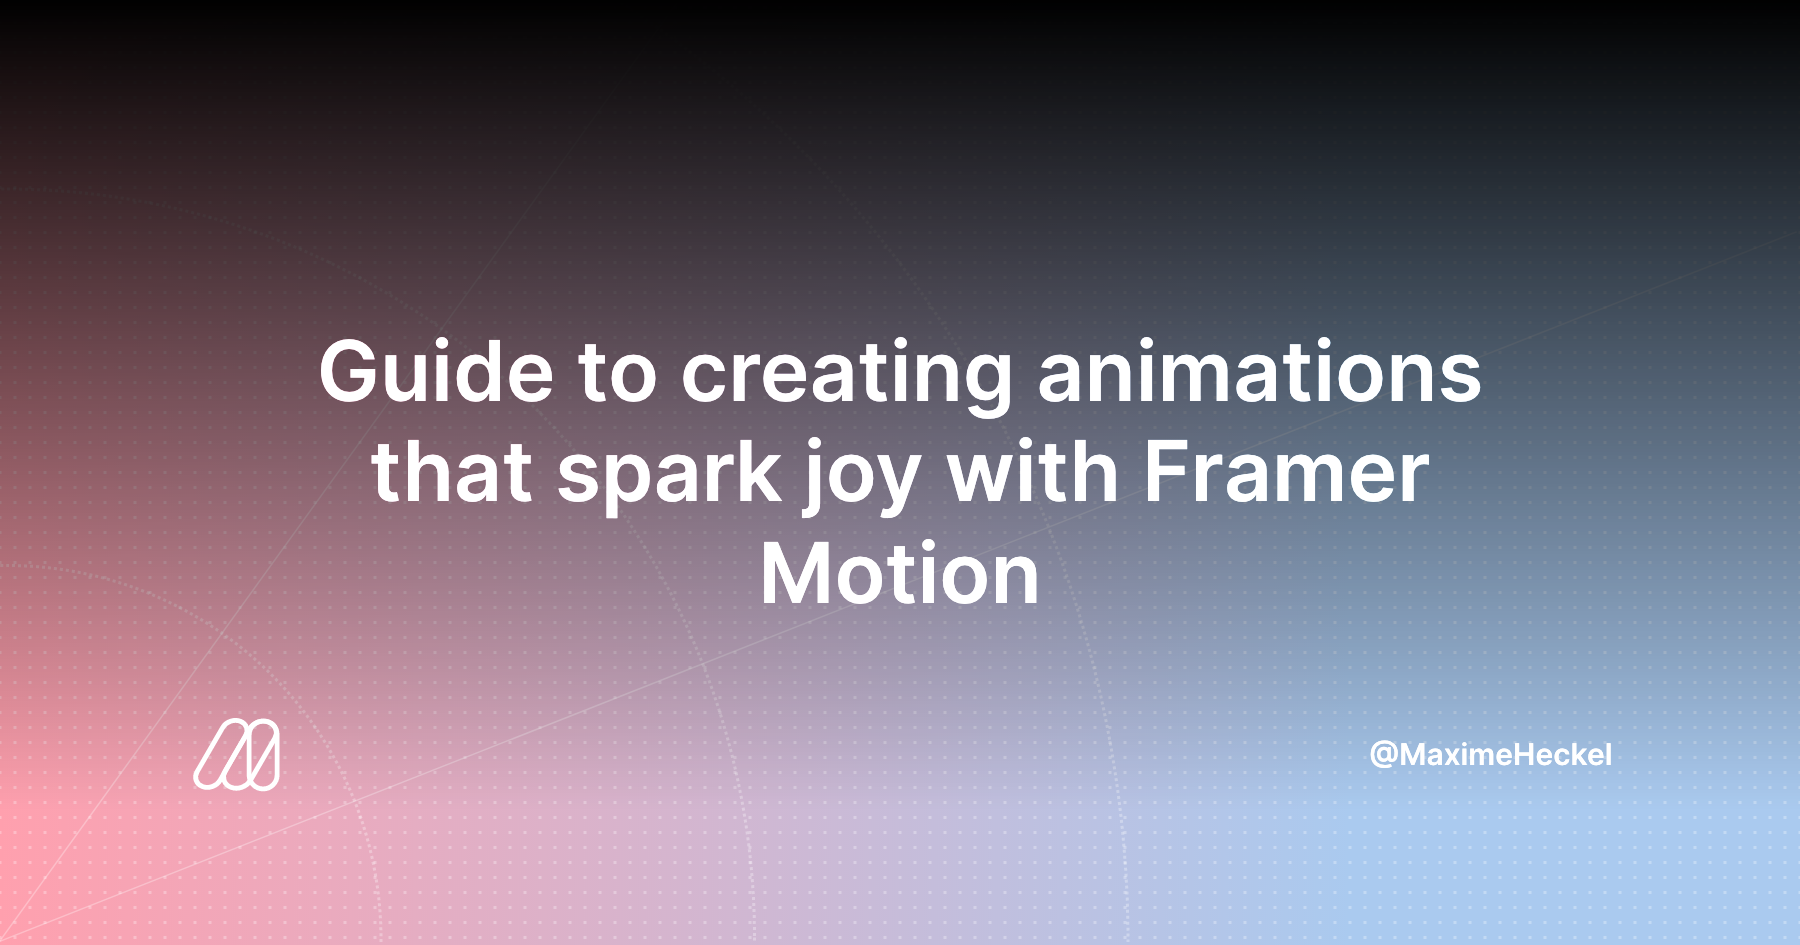 Guide to creating animations
that spark joy with Framer
Motion
@MaximeHeckel